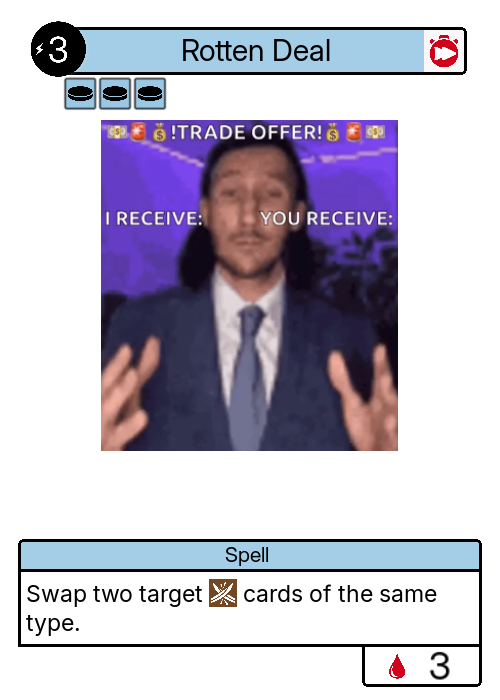 3
Rotten Deal
!TRADE OFFER!
I RECEIVE: YOU RECEIVE:
Spell
Swap two target cards of the same
type.
3